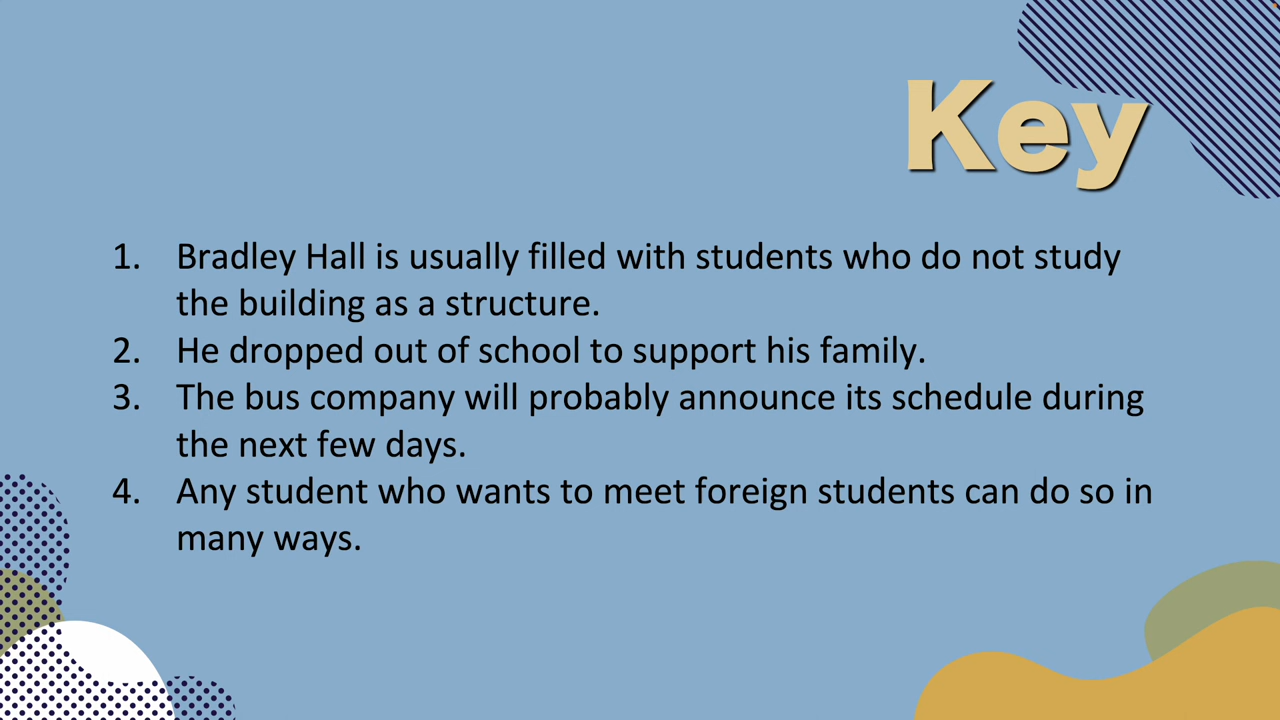 Key
1. Bradley Hall is usually filled with students who do not study
the building as a structure.
2. He dropped out of school to support his family.
3. The bus company will probably announce its schedule during
the next few days.
4. Any student who wants to meet foreign students can do so in
many ways.